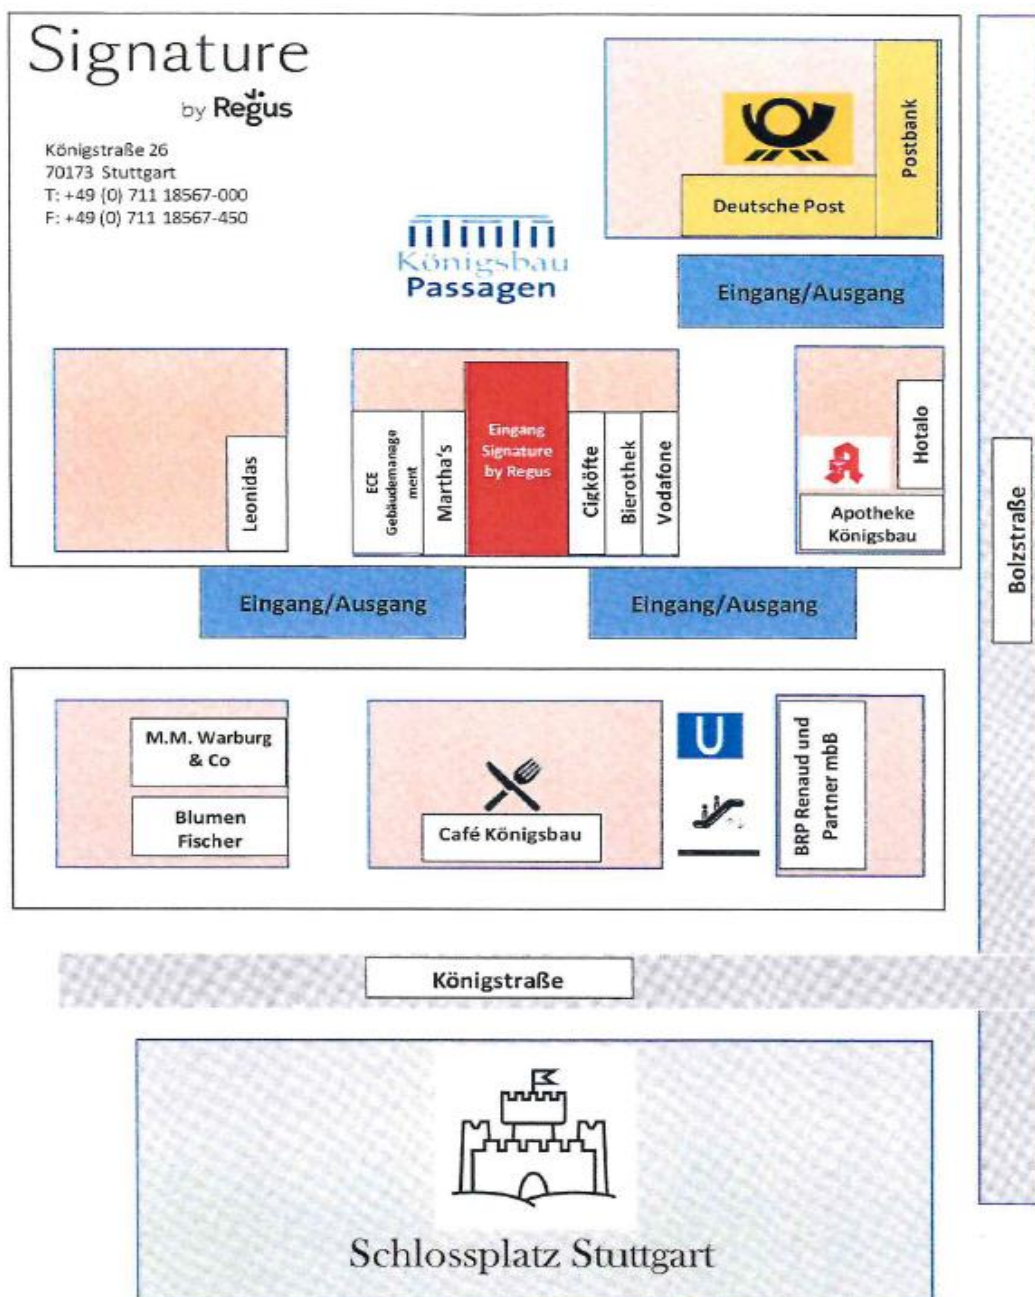 Signature
by Regus
Königstraße 26
70173 Stuttgart
T: +49 (0) 711 18567-000
F: +49 (0) 711 18567-450
Postbank
Deutsche Post
Königsbau
Passagen
Eingang/Ausgang
Leonidas
ECE
Gebäudemanage
ment
Martha's
Eingang
Signature
by Regus
Cigköfte
Bierothek
Vodafone
Hotalo
A
Apotheke
Königsbau
Bolzstraße
Eingang/Ausgang
Eingang/Ausgang
M.M. Warburg
& Co
Blumen
Fischer
Café Königsbau
U
BRP Renaud und
Partner mbB
Königstraße
Schlossplatz Stuttgart